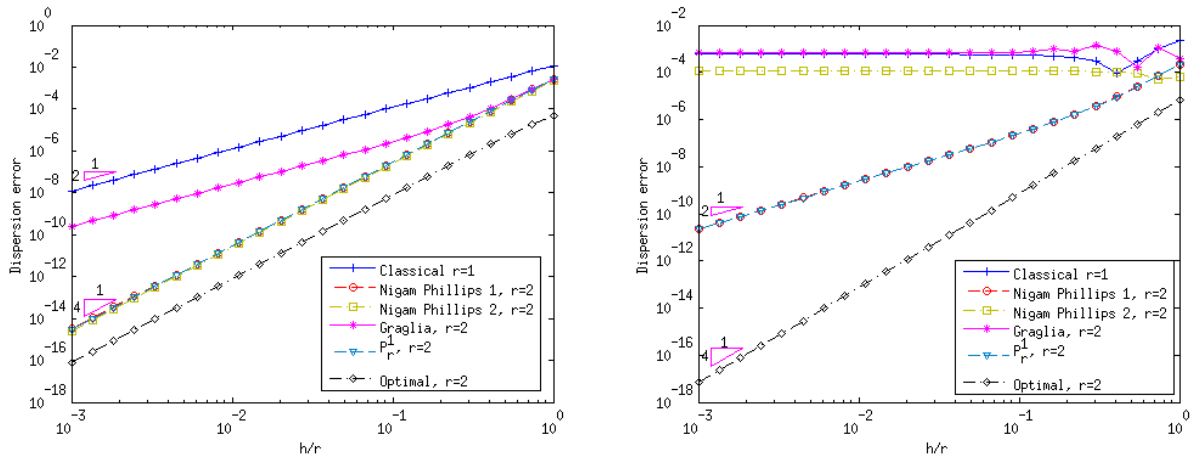 10^0
10^-2
10^-4
10^-6
10^-8
10^-10
10^-12
10^-14
10^-16
10^-18
Dispersion error
1
2
1
4
Classical r=1
Nigam Phillips 1, r=2
Nigam Phillips 2, r=2
Graglia, r=2
P_r^1, r=2
Optimal, r=2
10^-3
10^-2
10^-1
10^0
h/r
10^-2
10^-4
10^-6
10^-8
10^-10
10^-12
10^-14
10^-16
10^-18
Dispersion error
1
2
1
4
Classical r=1
Nigam Phillips 1, r=2
Nigam Phillips 2, r=2
Graglia, r=2
P_r^1, r=2
Optimal, r=2
10^-3
10^-2
10^-1
10^0
h/r